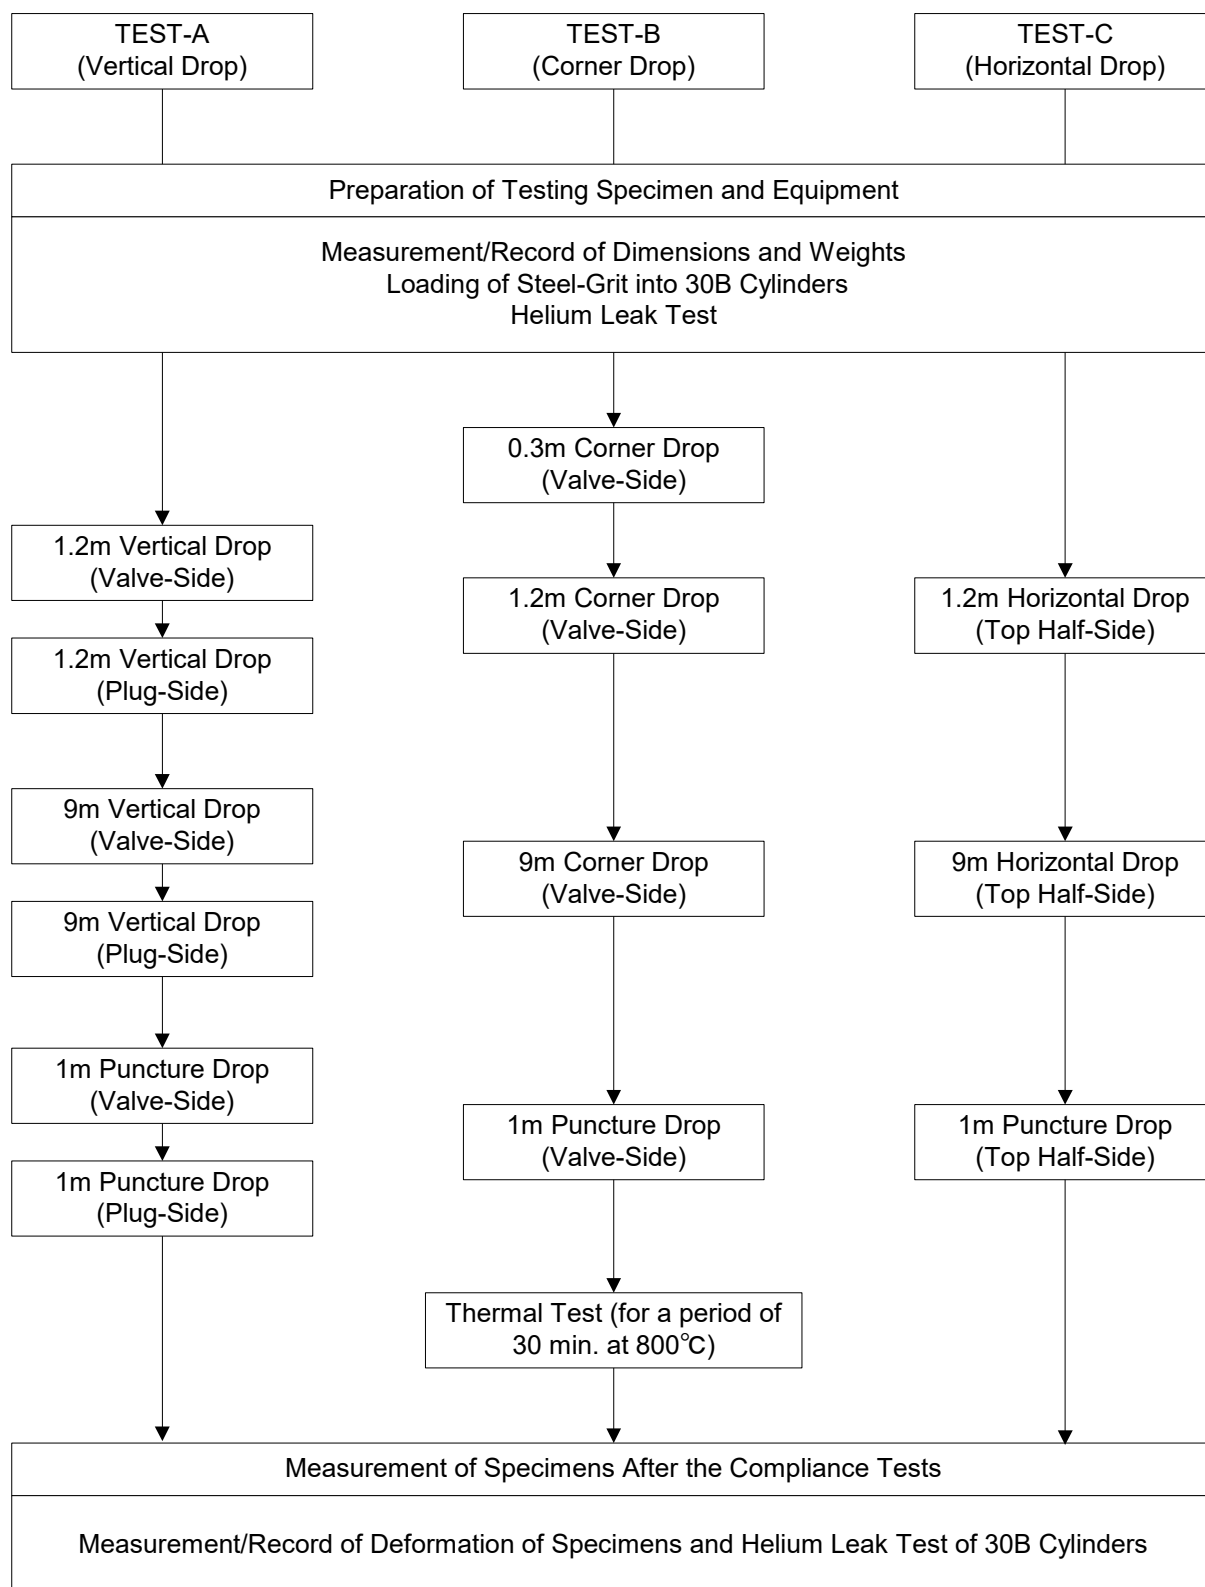 TEST-A
(Vertical Drop)
TEST-B
(Corner Drop)
TEST-C
(Horizontal Drop)
Preparation of Testing Specimen and Equipment
Measurement/Record of Dimensions and Weights
Loading of Steel-Grit into 30B Cylinders
Helium Leak Test
1.2m Vertical Drop
(Valve-Side)
1.2m Vertical Drop
(Plug-Side)
9m Vertical Drop
(Valve-Side)
9m Vertical Drop
(Plug-Side)
1m Puncture Drop
(Valve-Side)
1m Puncture Drop
(Plug-Side)
0.3m Corner Drop
(Valve-Side)
1.2m Corner Drop
(Valve-Side)
9m Corner Drop
(Valve-Side)
1m Puncture Drop
(Valve-Side)
Thermal Test (for a period of
30 min. at 800℃)
1.2m Horizontal Drop
(Top Half-Side)
9m Horizontal Drop
(Top Half-Side)
1m Puncture Drop
(Top Half-Side)
Measurement of Specimens After the Compliance Tests
Measurement/Record of Deformation of Specimens and Helium Leak Test of 30B Cylinders